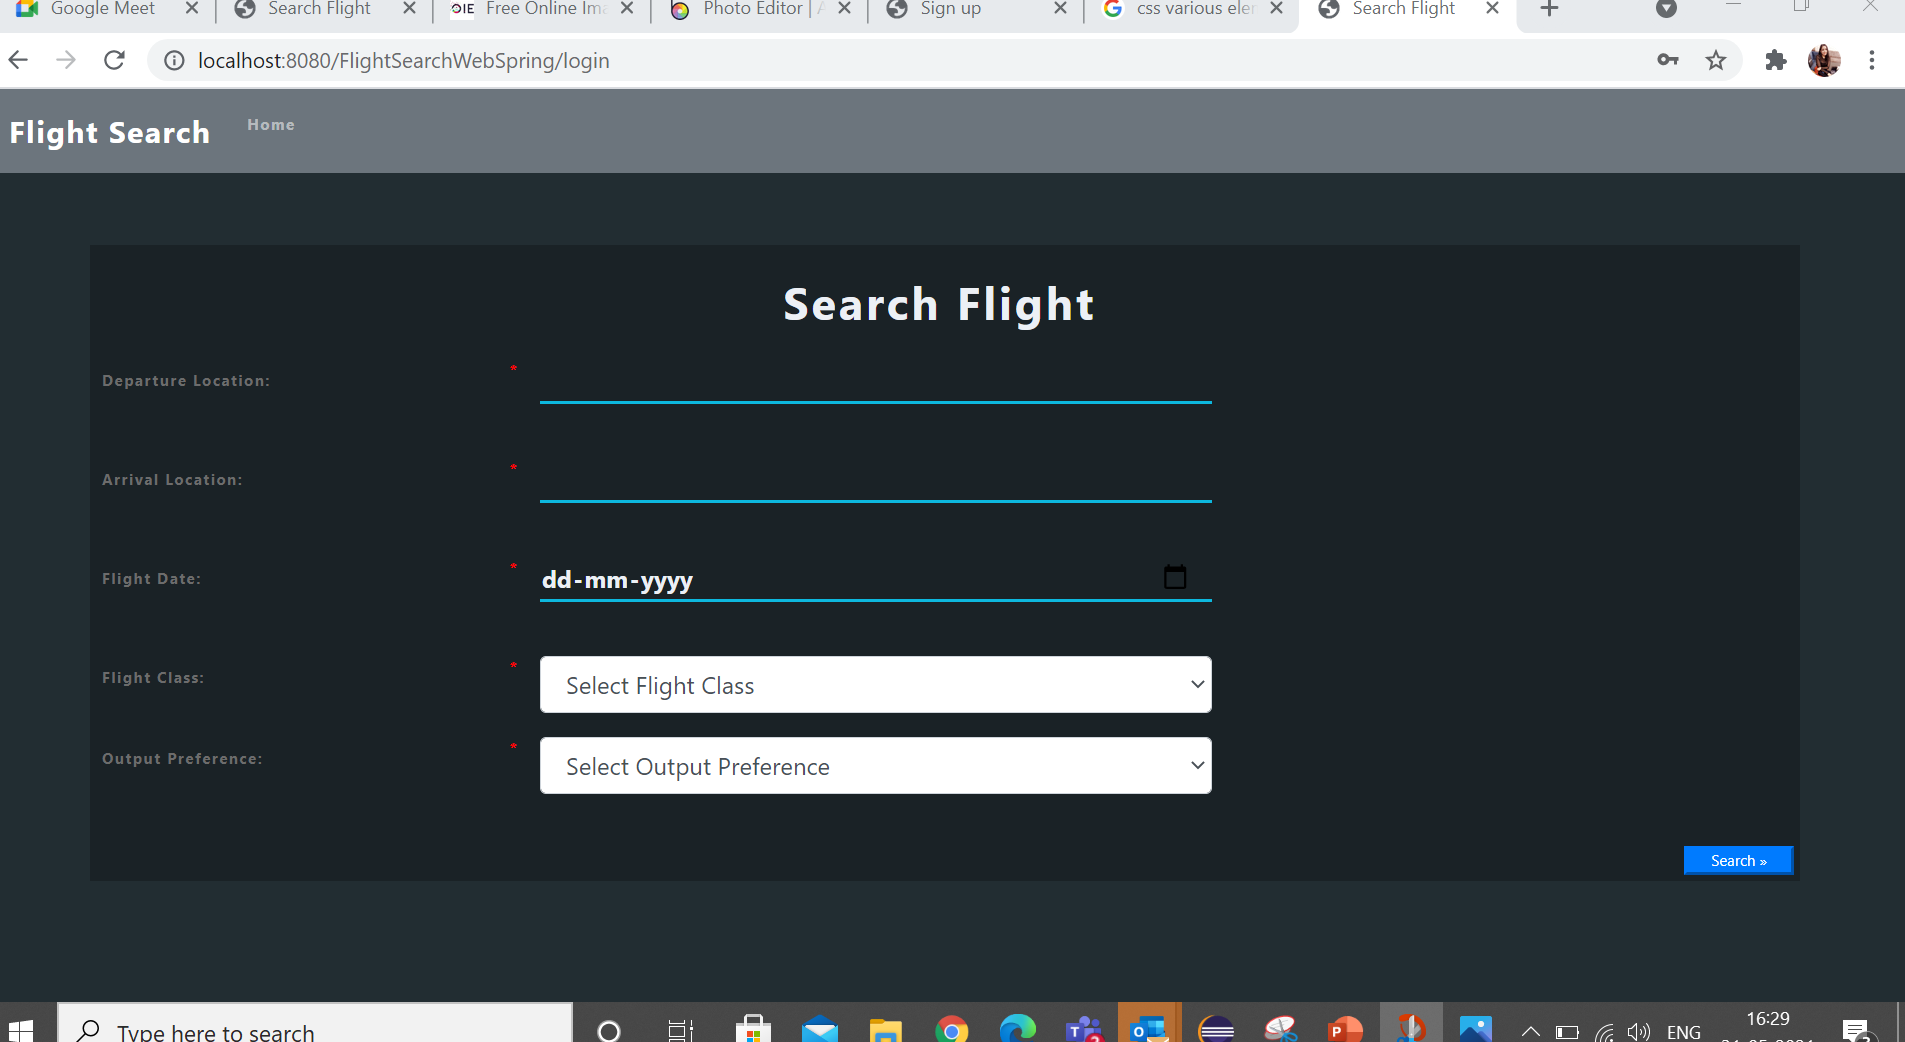 Google Meet
Search Flight
OIE Free Online Ima
Photo Editor |
Sign up
css various eler
Search Flight
localhost:8080/FlightSearchWebSpring/login
Flight Search
Home
Search Flight
Departure Location: *
Arrival Location: *
Flight Date: * dd-mm-yyyy
Flight Class: * Select Flight Class
Output Preference: * Select Output Preference
Search »
Type here to search
ENG
16:29